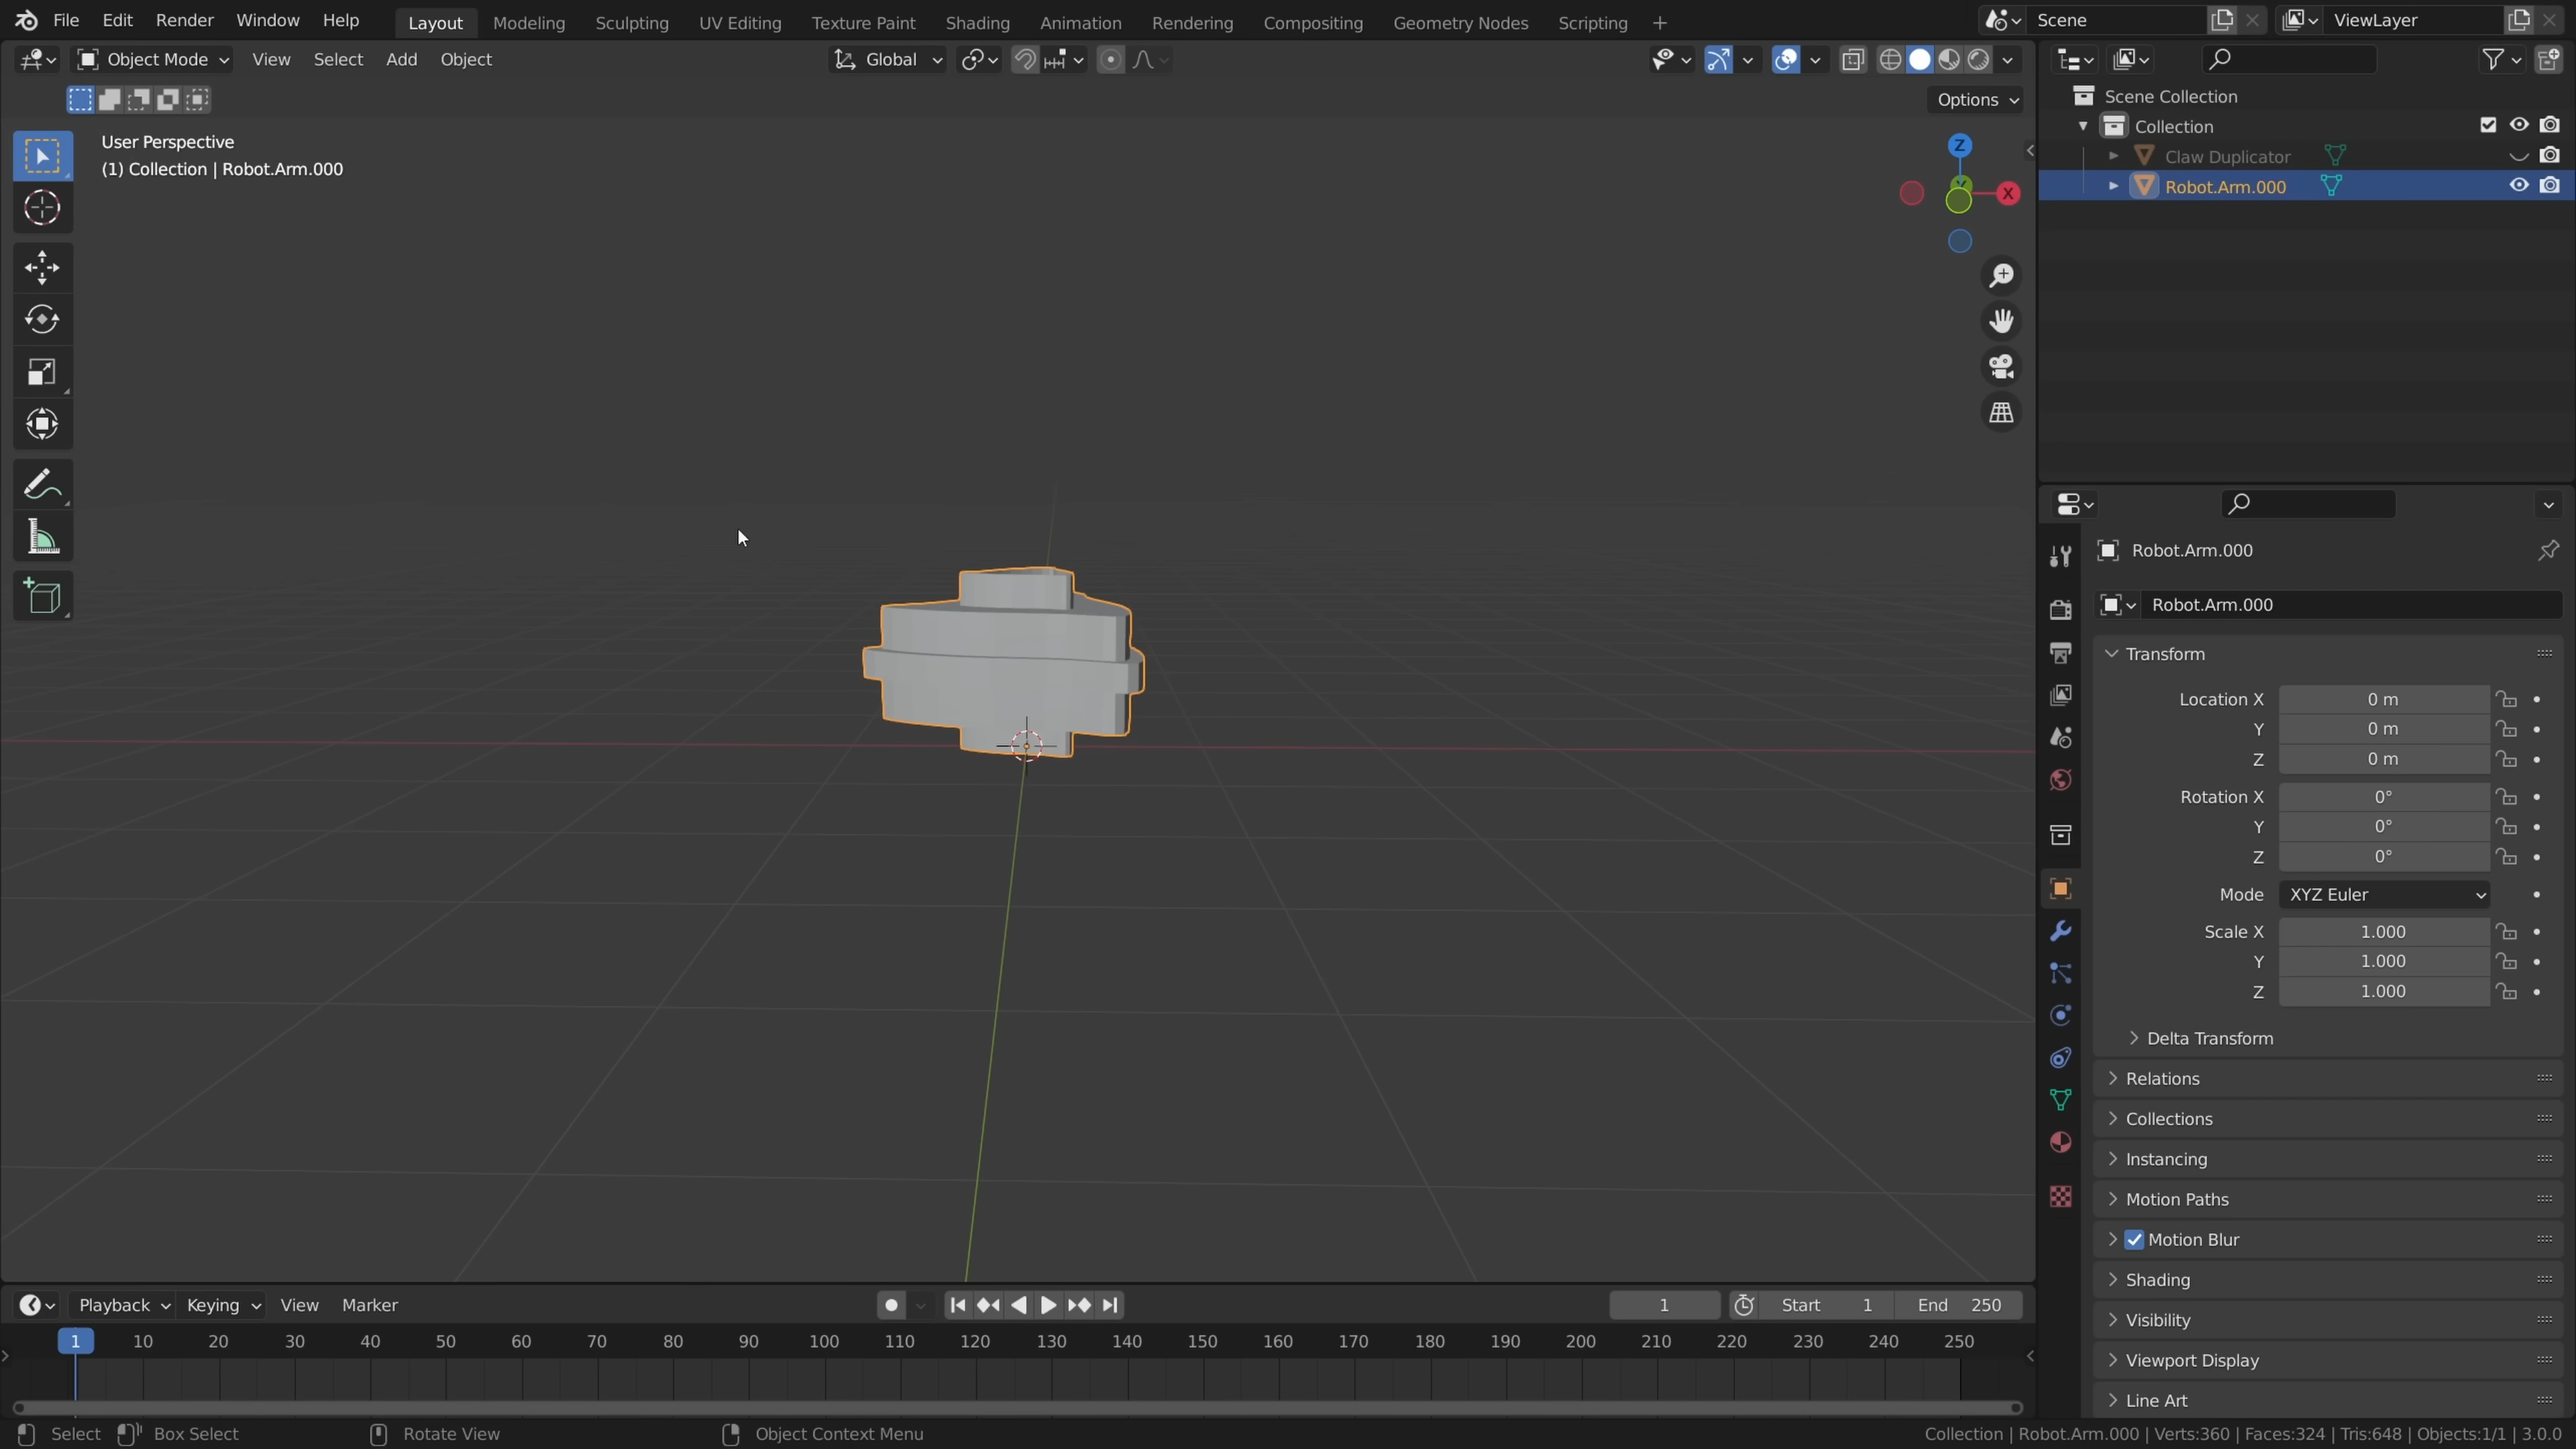 File Edit Render Window Help Layout Modeling Sculpting UV Editing Texture Paint Shading Animation Rendering Compositing Geometry Nodes Scripting + Scene ViewLayer
Object Mode View Select Add Object Global
Options
User Perspective
(1) Collection | Robot.Arm.000
Z
Y
X
Scene Collection
Collection
Claw Duplicator
Robot.Arm.000
Robot.Arm.000
Robot.Arm.000
Transform
Location X 0 m
Y 0 m
Z 0 m
Rotation X 0°
Y 0°
Z 0°
Mode XYZ Euler
Scale X 1.000
Y 1.000
Z 1.000
Delta Transform
Relations
Collections
Instancing
Motion Paths
Motion Blur
Shading
Visibility
Viewport Display
Line Art
Playback Keying View Marker 1 Start 1 End 250
1 10 20 30 40 50 60 70 80 90 100 110 120 130 140 150 160 170 180 190 200 210 220 230 240 250
Select Box Select Rotate View Object Context Menu Collection | Robot.Arm.000 | Verts:360 | Faces:324 | Tris:648 | Objects:1/1 | 3.0.0